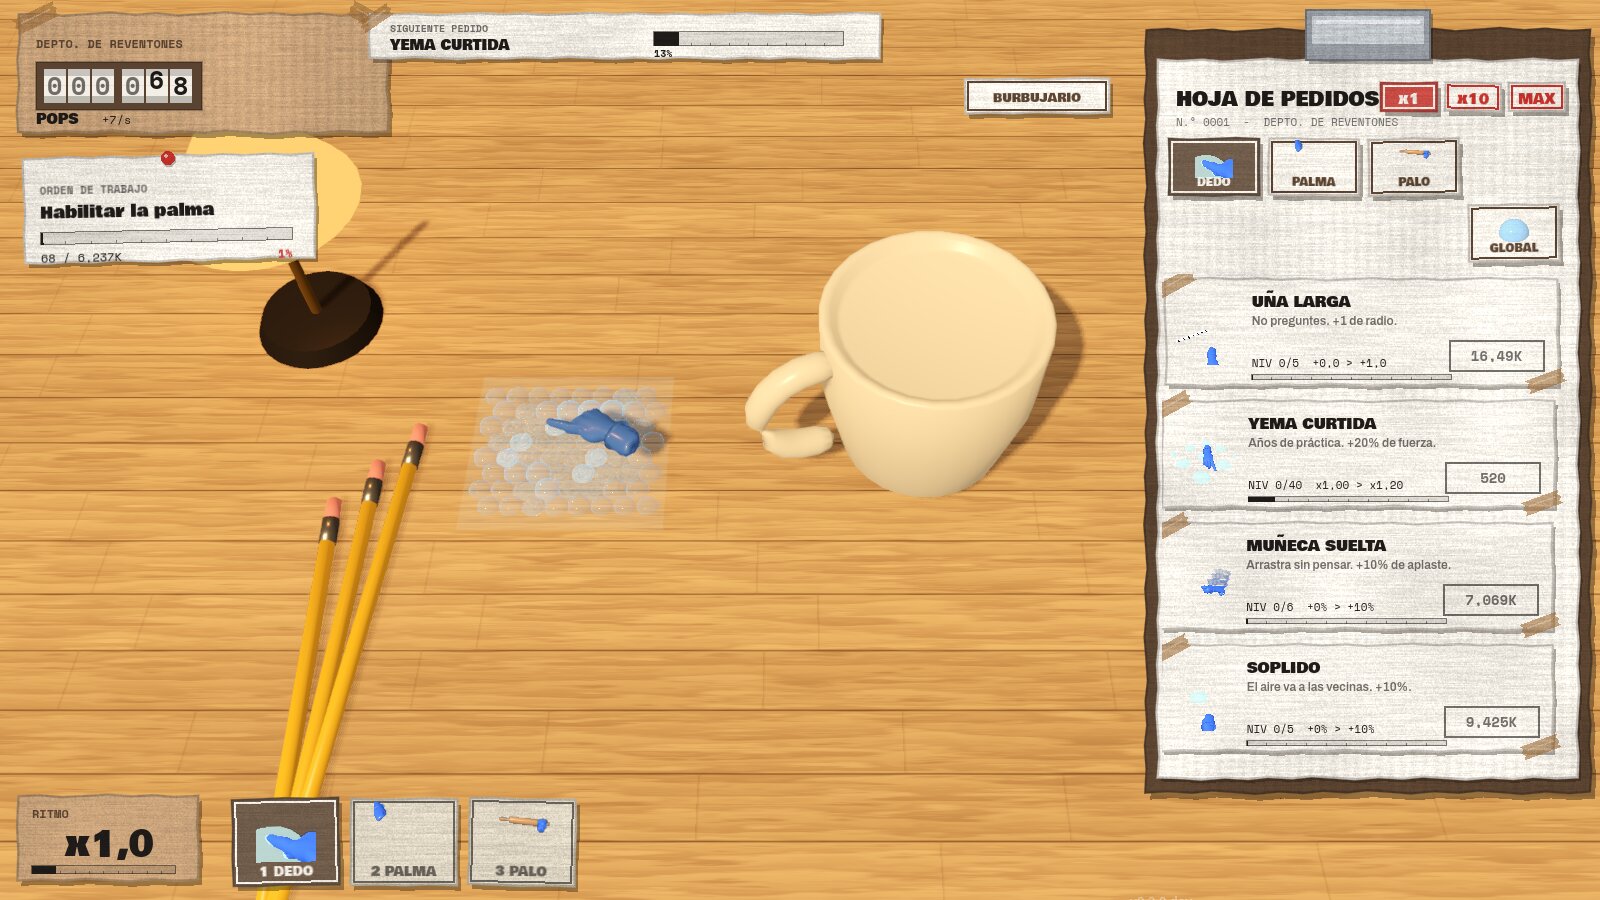 DEPTO. DE REVENTONES
000068
POPS +7/s
SIGUIENTE PEDIDO
YEMA CURTIDA
13%
BURBUJARIO
ORDEN DE TRABAJO
Habilitar la palma
68 / 6,237K 1%
HOJA DE PEDIDOS x1 x10 MAX
N.° 0001 - DEPTO. DE REVENTONES
DEDO PALMA PALO
GLOBAL
UÑA LARGA
No preguntes. +1 de radio.
NIV 0/5 +0,0 > +1,0 16,49K
YEMA CURTIDA
Años de práctica. +20% de fuerza.
NIV 0/40 x1,00 > x1,20 520
MUÑECA SUELTA
Arrastra sin pensar. +10% de aplaste.
NIV 0/6 +0% > +10% 7,069K
SOPLIDO
El aire va a las vecinas. +10%.
NIV 0/5 +0% > +10% 9,425K
RITMO
x1,0
1 DEDO 2 PALMA 3 PALO